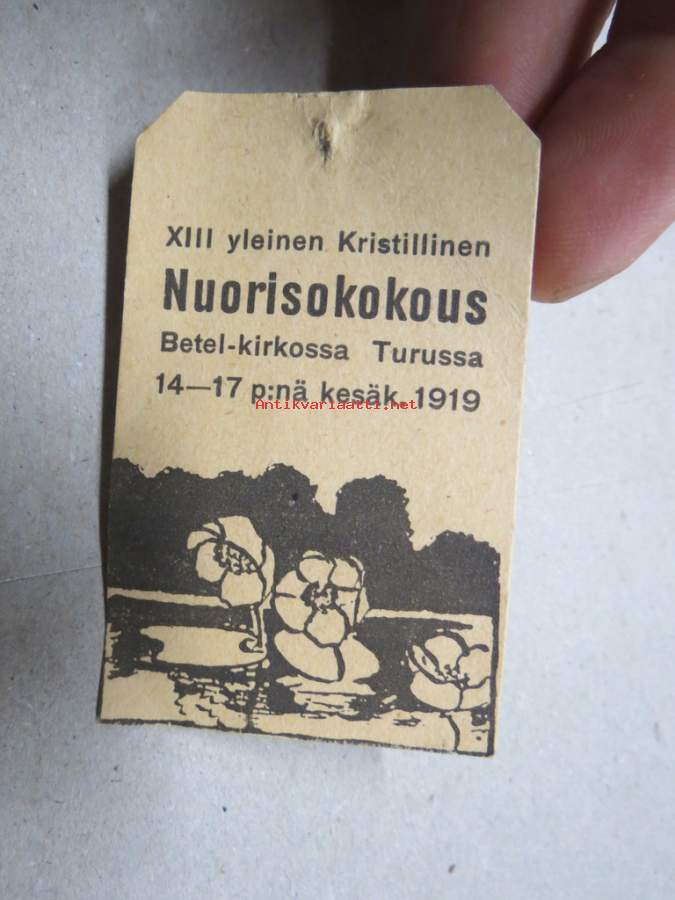 XIII yleinen Kristillinen
Nuorisokokous
Betel-kirkossa Turussa
14—17 p:nä kesäk. 1919
Antikvariaatti.net